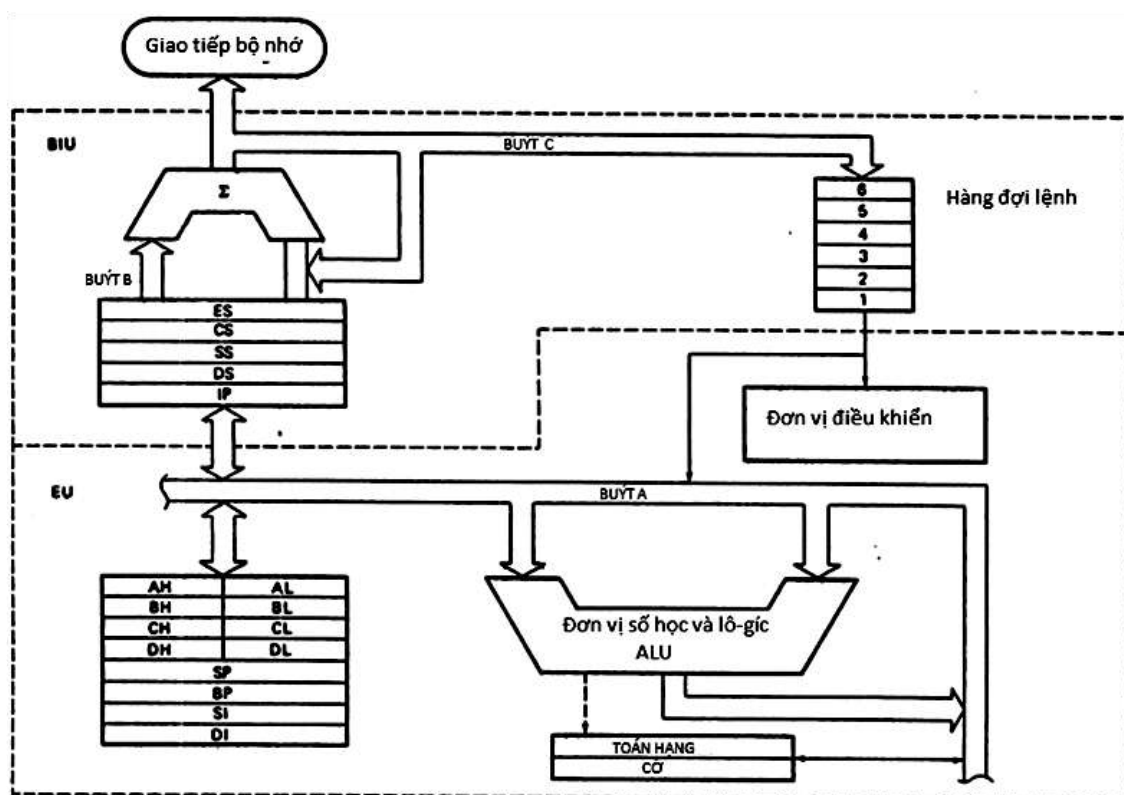 Giao tiếp bộ nhớ
BIU
BUÝT C
Σ
6
5
4
3
2
1
Hàng đợi lệnh
BUÝT B
ES
CS
SS
DS
IP
Đơn vị điều khiển
EU
BUÝT A
AH AL
BH BL
CH CL
DH DL
SP
BP
SI
DI
Đơn vị số học và lô-gíc
ALU
TOÁN HẠNG
CỜ